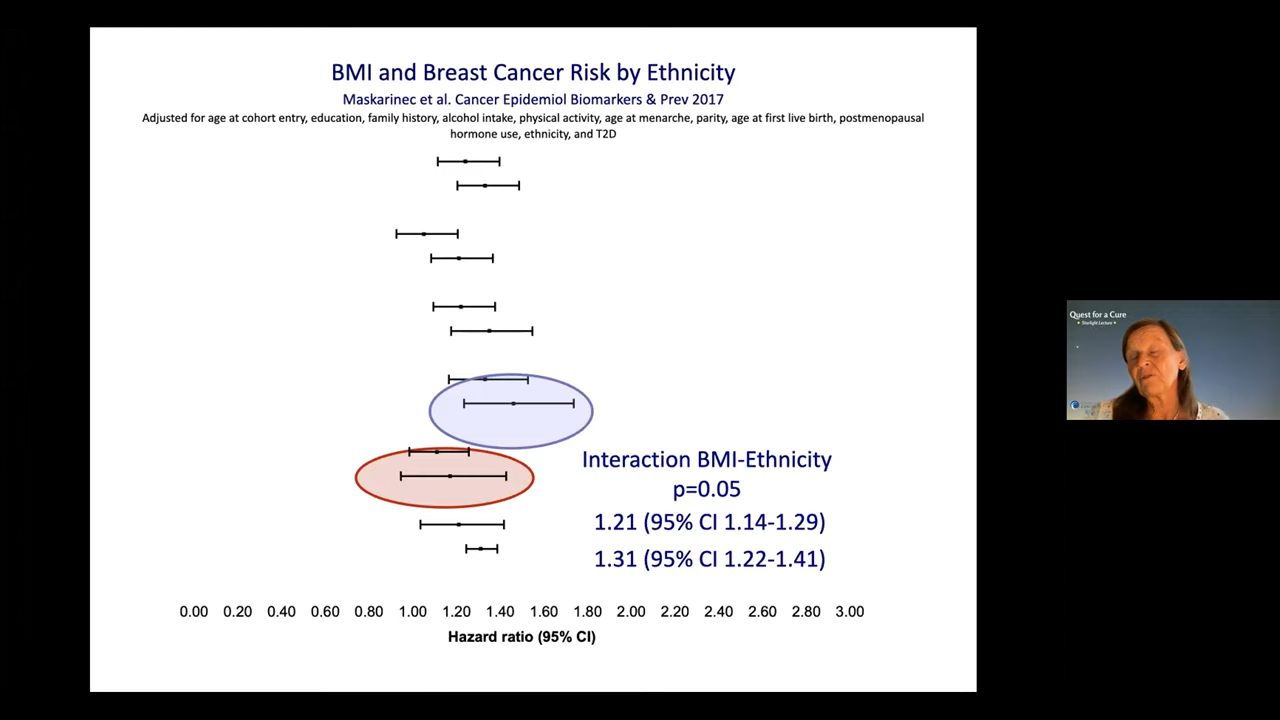 BMI and Breast Cancer Risk by Ethnicity
Maskarinec et al. Cancer Epidemiol Biomarkers & Prev 2017
Adjusted for age at cohort entry, education, family history, alcohol intake, physical activity, age at menarche, parity, age at first live birth, postmenopausal
hormone use, ethnicity, and T2D
Interaction BMI-Ethnicity
p=0.05
1.21 (95% CI 1.14-1.29)
1.31 (95% CI 1.22-1.41)
0.00 0.20 0.40 0.60 0.80 1.00 1.20 1.40 1.60 1.80 2.00 2.20 2.40 2.60 2.80 3.00
Hazard ratio (95% CI)
Quest for a Cure
Starlight Lecture